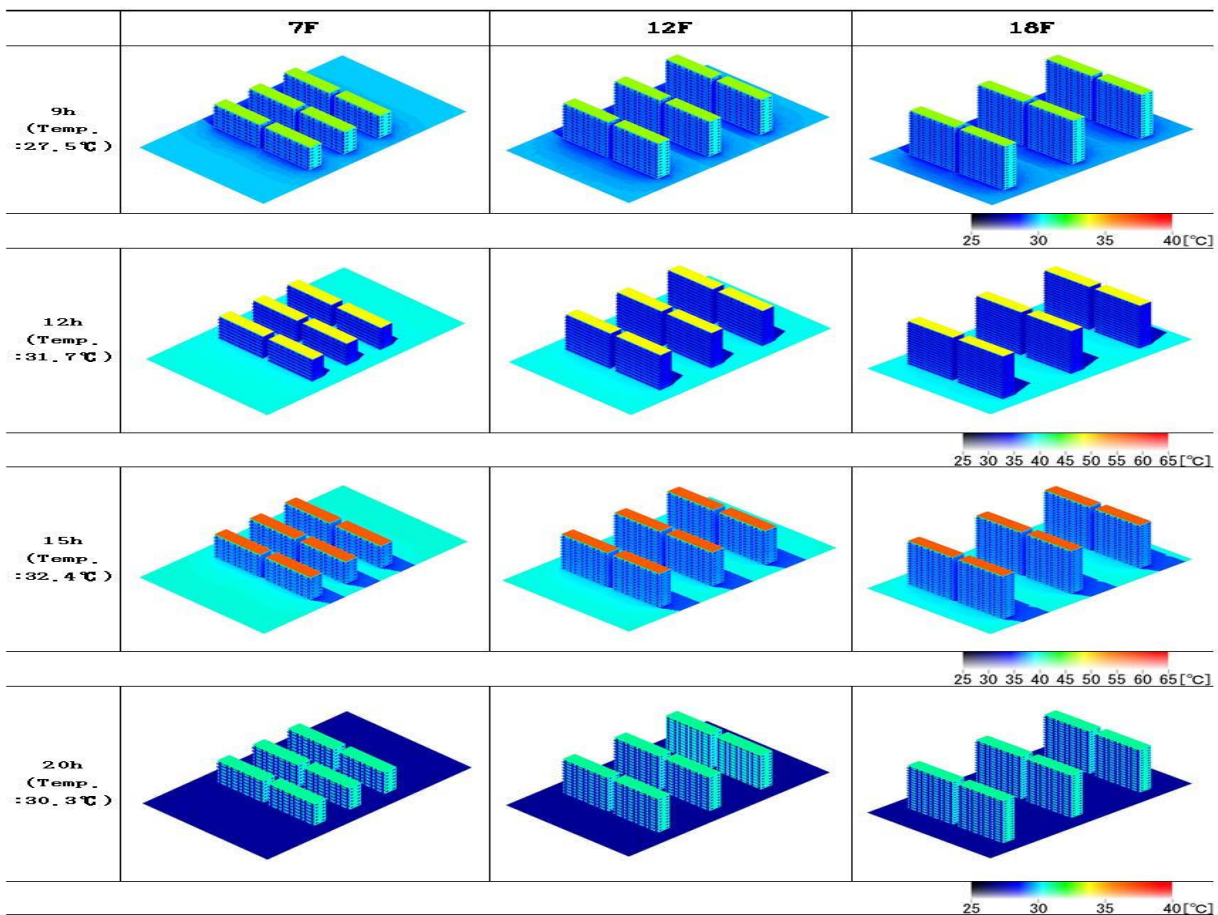 7F 12F 18F
9h
(Temp.
:27.5℃)
25 30 35 40[°C]
12h
(Temp.
:31.7℃)
25 30 35 40 45 50 55 60 65[°C]
15h
(Temp.
:32.4℃)
25 30 35 40 45 50 55 60 65[°C]
20h
(Temp.
:30.3℃)
25 30 35 40[°C]